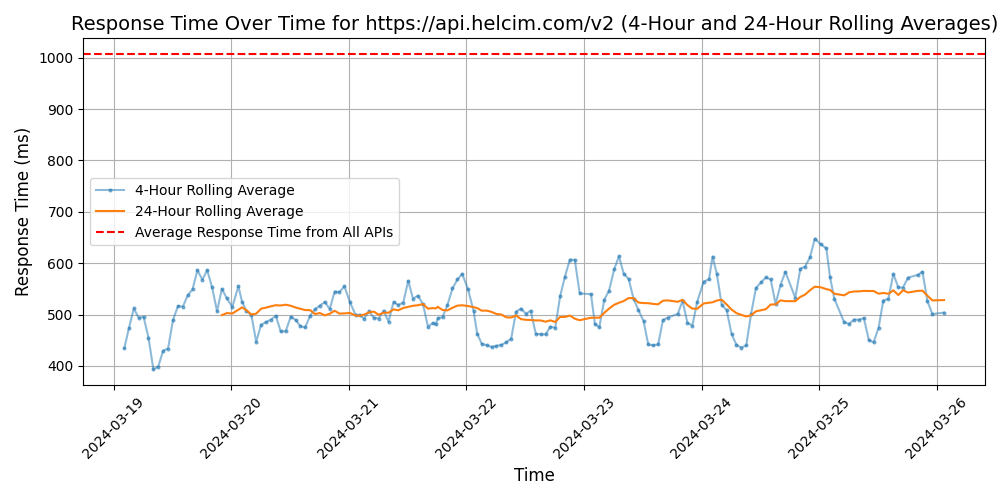 Response Time Over Time for https://api.helcim.com/v2 (4-Hour and 24-Hour Rolling Averages)
Response Time (ms)
1000
900
800
700
600
500
400
4-Hour Rolling Average
24-Hour Rolling Average
Average Response Time from All APIs
2024-03-19
2024-03-20
2024-03-21
2024-03-22
2024-03-23
2024-03-24
2024-03-25
2024-03-26
Time